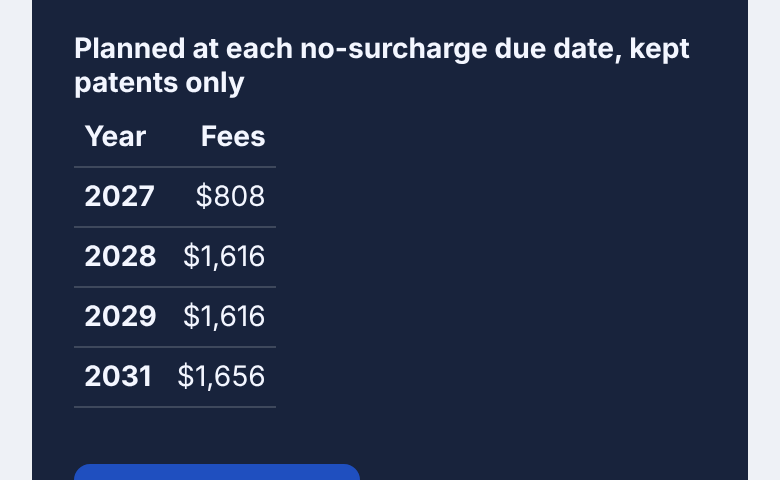 Planned at each no-surcharge due date, kept
patents only
Year Fees
2027 $808
2028 $1,616
2029 $1,616
2031 $1,656